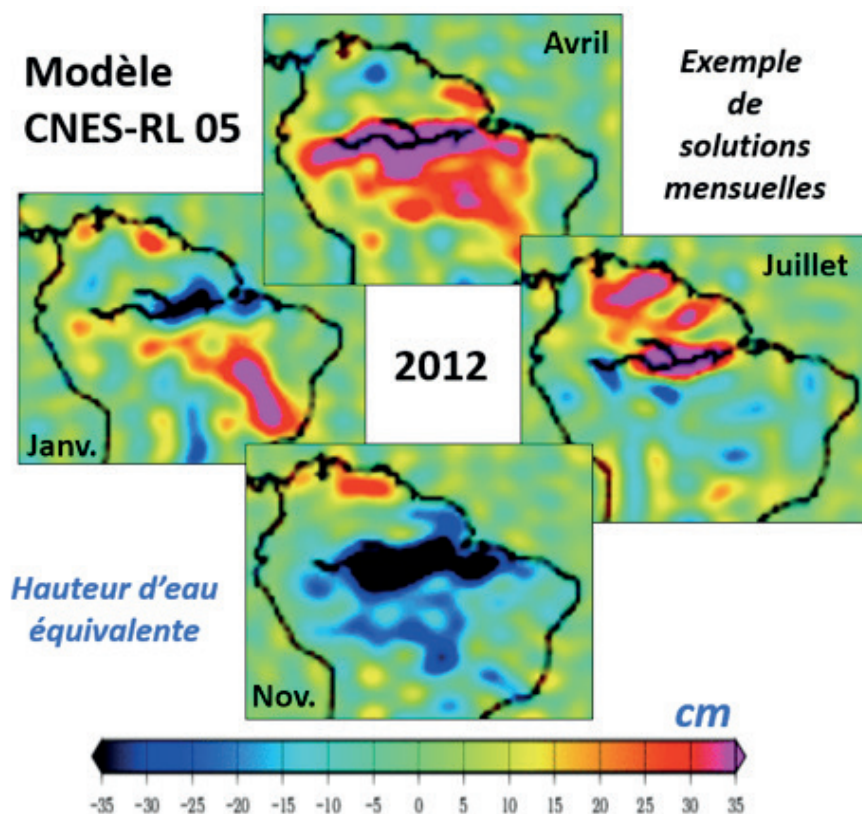 Modèle
CNES-RL 05
Avril
Exemple
de
solutions
mensuelles
Janv.
2012
Juillet
Nov.
Hauteur d’eau
équivalente
cm
-35 -30 -25 -20 -15 -10 -5 0 5 10 15 20 25 30 35